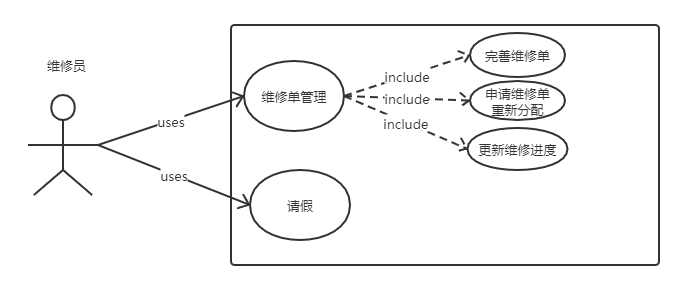 维修员
uses
uses
维修单管理
请假
include
include
include
完善维修单
申请维修单
重新分配
更新维修进度